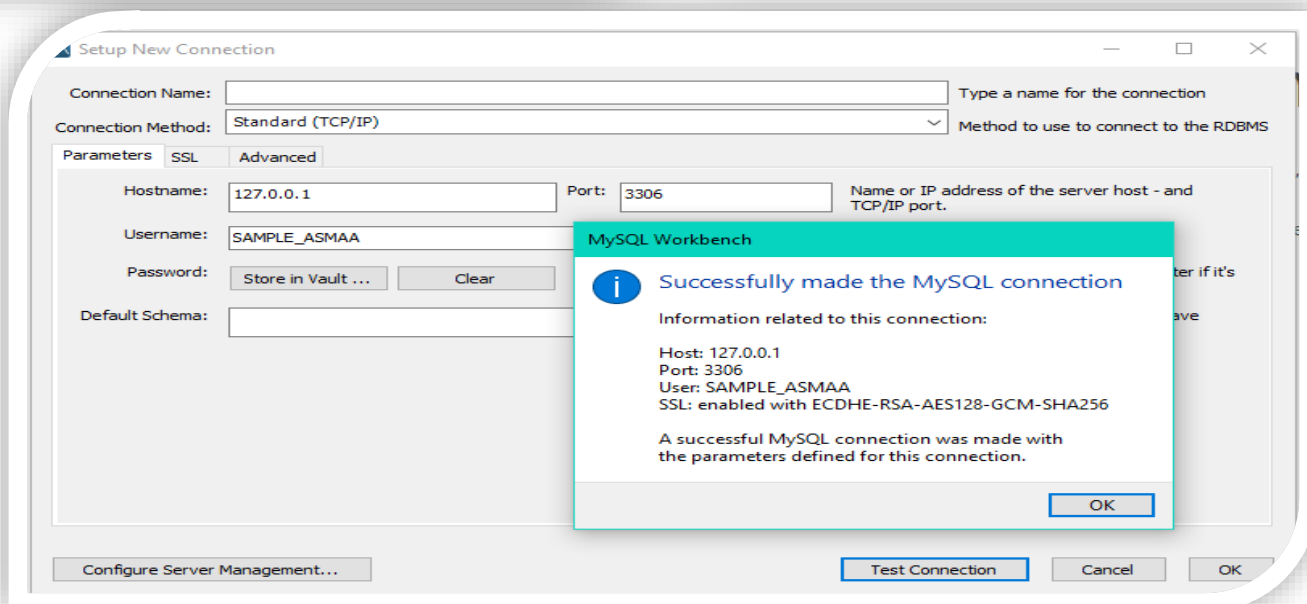 Setup New Connection
Connection Name:
Type a name for the connection
Connection Method: Standard (TCP/IP)
Method to use to connect to the RDBMS
Parameters SSL Advanced
Hostname: 127.0.0.1 Port: 3306 Name or IP address of the server host - and
TCP/IP port.
Username: SAMPLE_ASMAA
Password: Store in Vault ... Clear
if it's
Default Schema:
MySQL Workbench
Successfully made the MySQL connection
Information related to this connection:
Host: 127.0.0.1
Port: 3306
User: SAMPLE_ASMAA
SSL: enabled with ECDHE-RSA-AES128-GCM-SHA256
A successful MySQL connection was made with
the parameters defined for this connection.
OK
Configure Server Management... Test Connection Cancel OK